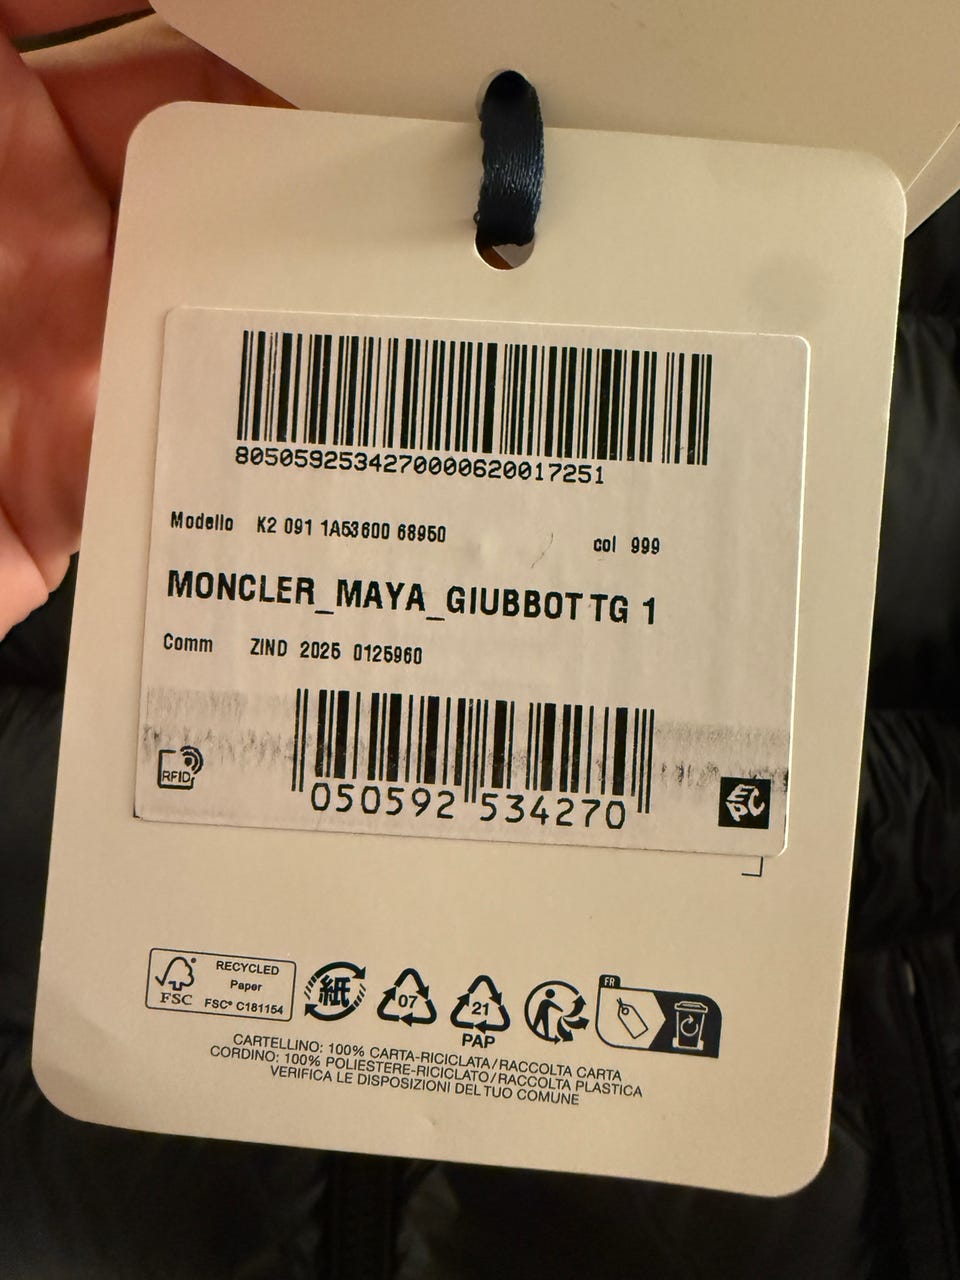 8050592534270000620017251
Modello K2 091 1A53600 68950 col 999
MONCLER_MAYA_GIUBBOTTG 1
Comm ZIND 2025 0125960
RFID
050592 534270
EPC
FSC
RECYCLED
Paper
FSC® C181154
紙
07
21
PAP
FR
CARTELLINO: 100% CARTA-RICICLATA/RACCOLTA CARTA
CORDINO: 100% POLIESTERE-RICICLATO/RACCOLTA PLASTICA
VERIFICA LE DISPOSIZIONI DEL TUO COMUNE